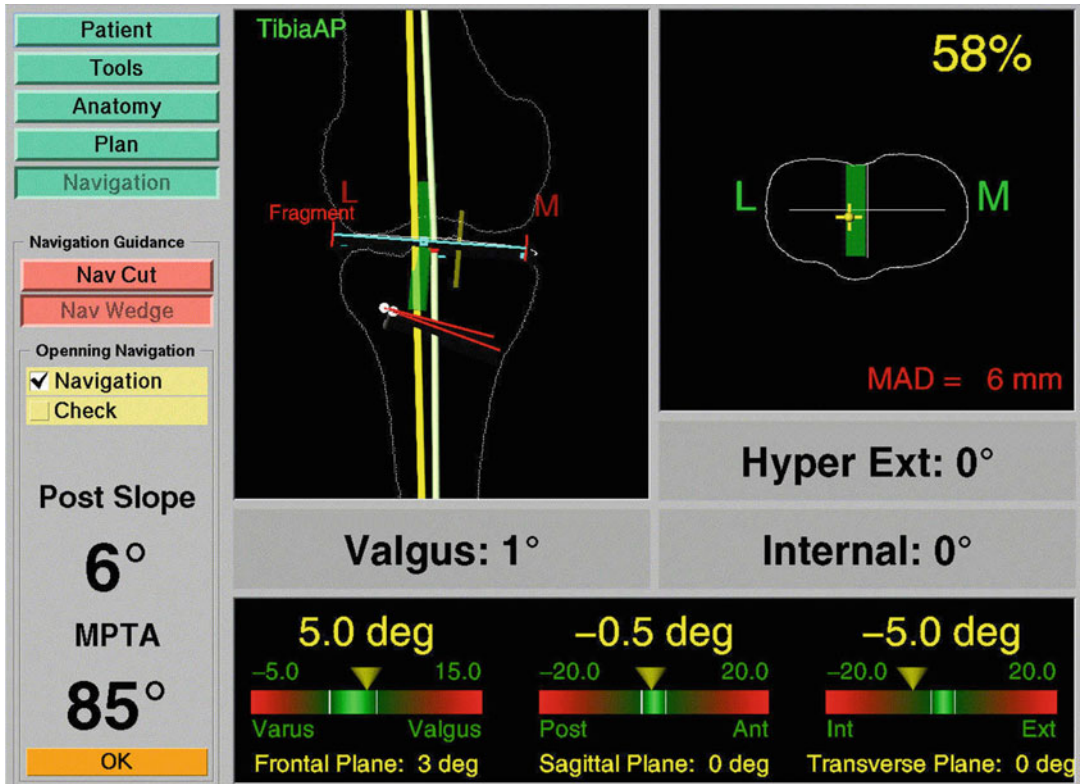 Patient
Tools
Anatomy
Plan
Navigation
Navigation Guidance
Nav Cut
Nav Wedge
Openning Navigation
Navigation
Check
Post Slope
6°
MPTA
85°
OK
TibiaAP
L
M
Fragment
58%
L
M
MAD = 6 mm
Hyper Ext: 0°
Valgus: 1°
Internal: 0°
5.0 deg
-5.0 15.0
Varus Valgus
Frontal Plane: 3 deg
-0.5 deg
-20.0 20.0
Post Ant
Sagittal Plane: 0 deg
-5.0 deg
-20.0 20.0
Int Ext
Transverse Plane: 0 deg